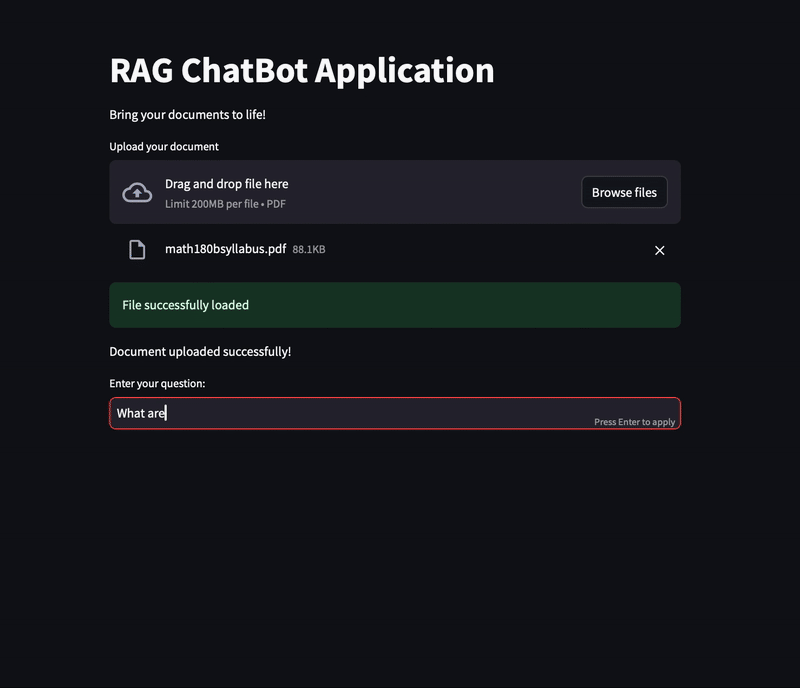 RAG ChatBot Application
Bring your documents to life!
Upload your document
Drag and drop file here
Limit 200MB per file • PDF
Browse files
math180bsyllabus.pdf 88.1KB
File successfully loaded
Document uploaded successfully!
Enter your question:
What are
Press Enter to apply